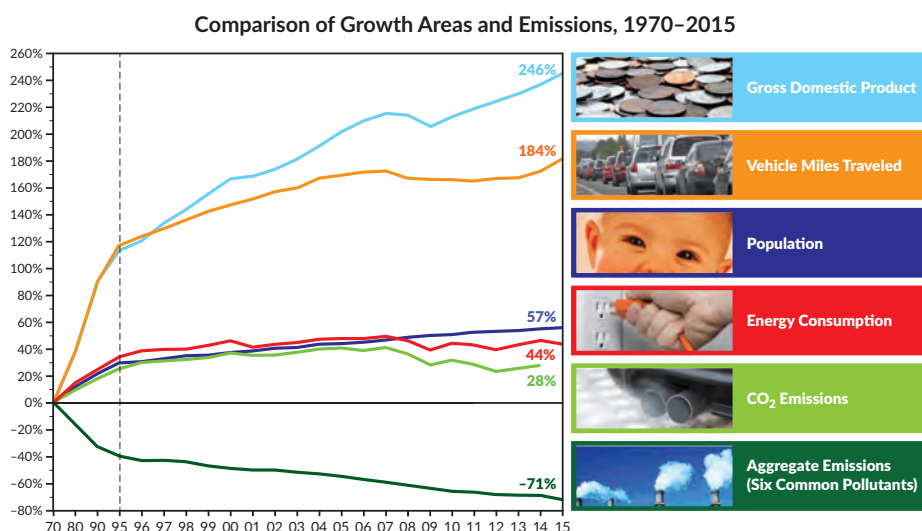 Comparison of Growth Areas and Emissions, 1970–2015
260%
240%
220%
200%
180%
160%
140%
120%
100%
80%
60%
40%
20%
0%
−20%
−40%
−60%
−80%
246%
184%
57%
44%
28%
−71%
70 80 90 95 96 97 98 99 00 01 02 03 04 05 06 07 08 09 10 11 12 13 14 15
Gross Domestic Product
Vehicle Miles Traveled
Population
Energy Consumption
CO₂ Emissions
Aggregate Emissions
(Six Common Pollutants)